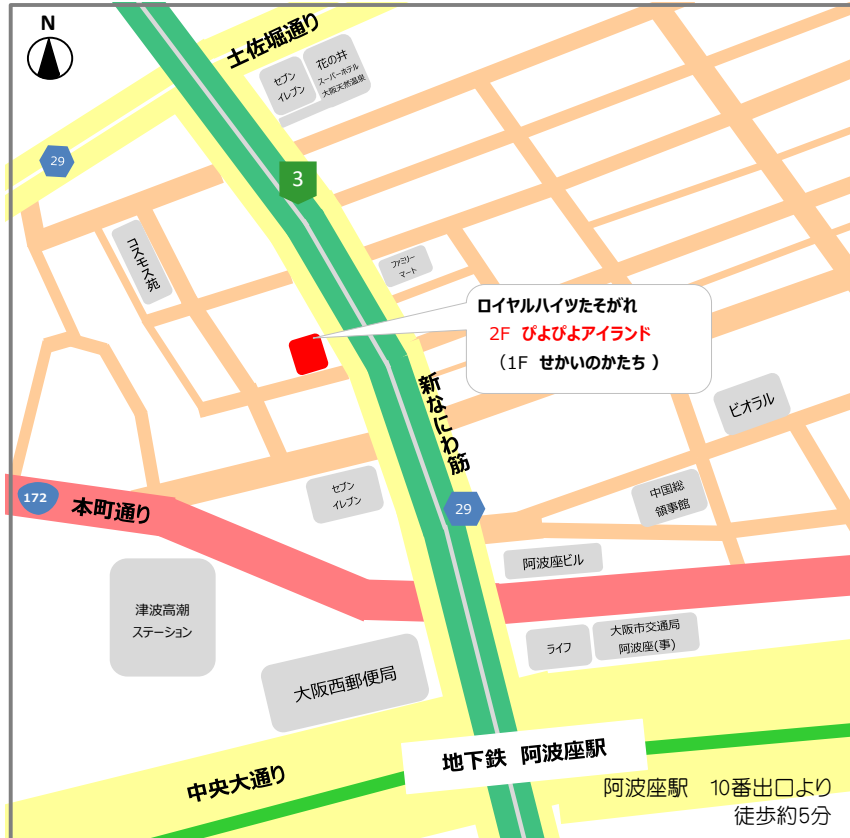 N
土佐堀通り
セブン
イレブン
花の井
スーパーホテル
大阪天然温泉
29
3
コスモス苑
ファミリー
マート
ロイヤルハイツたそがれ
2F ぴよぴよアイランド
(1F せかいのかたち )
新なにわ筋
ビオラル
172
本町通り
セブン
イレブン
29
中国総
領事館
阿波座ビル
津波高潮
ステーション
ライフ
大阪市交通局
阿波座(事)
大阪西郵便局
地下鉄 阿波座駅
中央大通り
阿波座駅 10番出口より
徒歩約5分